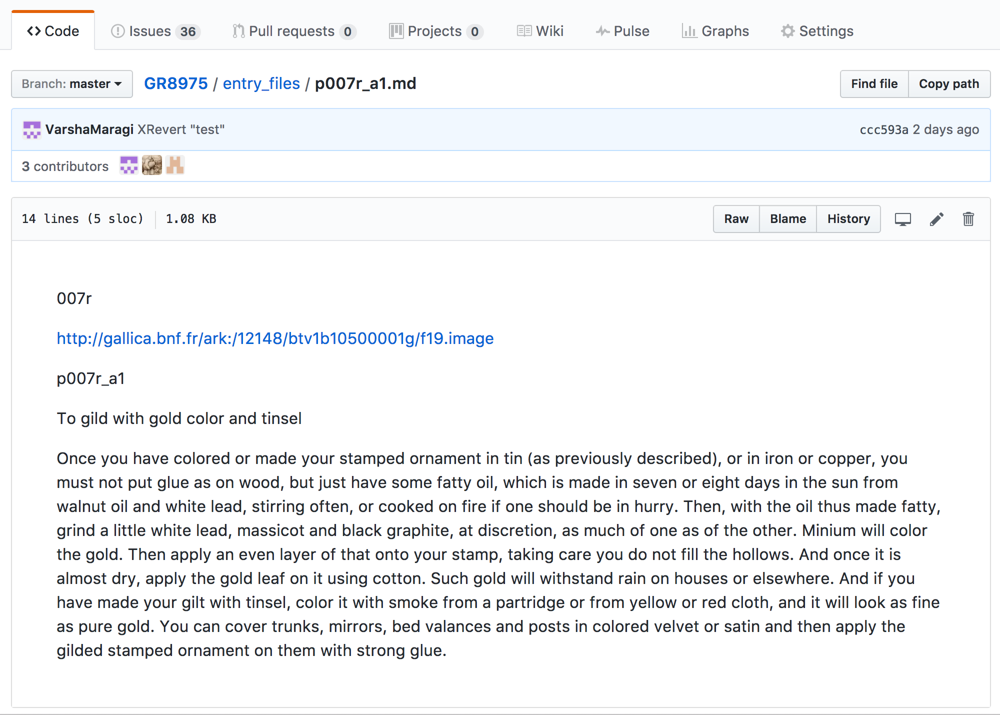 Code Issues 36 Pull requests 0 Projects 0 Wiki Pulse Graphs Settings
Branch: master GR8975 / entry_files / p007r_a1.md Find file Copy path
VarshaMaragi XRevert "test" ccc593a 2 days ago
3 contributors
14 lines (5 sloc) 1.08 KB Raw Blame History
007r
http://gallica.bnf.fr/ark:/12148/btv1b10500001g/f19.image
p007r_a1
To gild with gold color and tinsel
Once you have colored or made your stamped ornament in tin (as previously described), or in iron or copper, you
must not put glue as on wood, but just have some fatty oil, which is made in seven or eight days in the sun from
walnut oil and white lead, stirring often, or cooked on fire if one should be in hurry. Then, with the oil thus made fatty,
grind a little white lead, massicot and black graphite, at discretion, as much of one as of the other. Minium will color
the gold. Then apply an even layer of that onto your stamp, taking care you do not fill the hollows. And once it is
almost dry, apply the gold leaf on it using cotton. Such gold will withstand rain on houses or elsewhere. And if you
have made your gilt with tinsel, color it with smoke from a partridge or from yellow or red cloth, and it will look as fine
as pure gold. You can cover trunks, mirrors, bed valances and posts in colored velvet or satin and then apply the
gilded stamped ornament on them with strong glue.